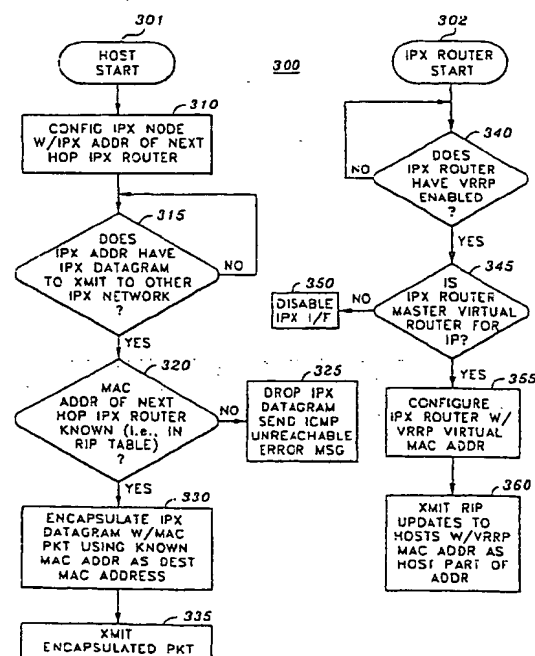 301
HOST
START
300
310
CONFIG IPX NODE
W/IPX ADDR OF NEXT
HOP IPX ROUTER
315
DOES
IPX ADDR HAVE
IPX DATAGRAM
TO XMIT TO OTHER
IPX NETWORK
?
NO
YES
320
MAC
ADDR OF NEXT
HOP IPX ROUTER
KNOWN (i.e., IN
RIP TABLE)
?
NO
325
DROP IPX
DATAGRAM
SEND ICMP
UNREACHABLE
ERROR MSG
YES
330
ENCAPSULATE IPX
DATAGRAM W/MAC
PKT USING KNOWN
MAC ADDR AS DEST
MAC ADDRESS
335
XMIT
ENCAPSULATED PKT
302
IPX ROUTER
START
340
DOES
IPX ROUTER
HAVE VRRP
ENABLED
?
NO
YES
345
IS
IPX ROUTER
MASTER VIRTUAL
ROUTER FOR
IP?
NO
350
DISABLE
IPX I/F
YES
355
CONFIGURE
IPX ROUTER W/
VRRP VIRTUAL
MAC ADDR
360
XMIT RIP
UPDATES TO
HOSTS W/VRRP
MAC ADDR AS
HOST PART OF
ADDR